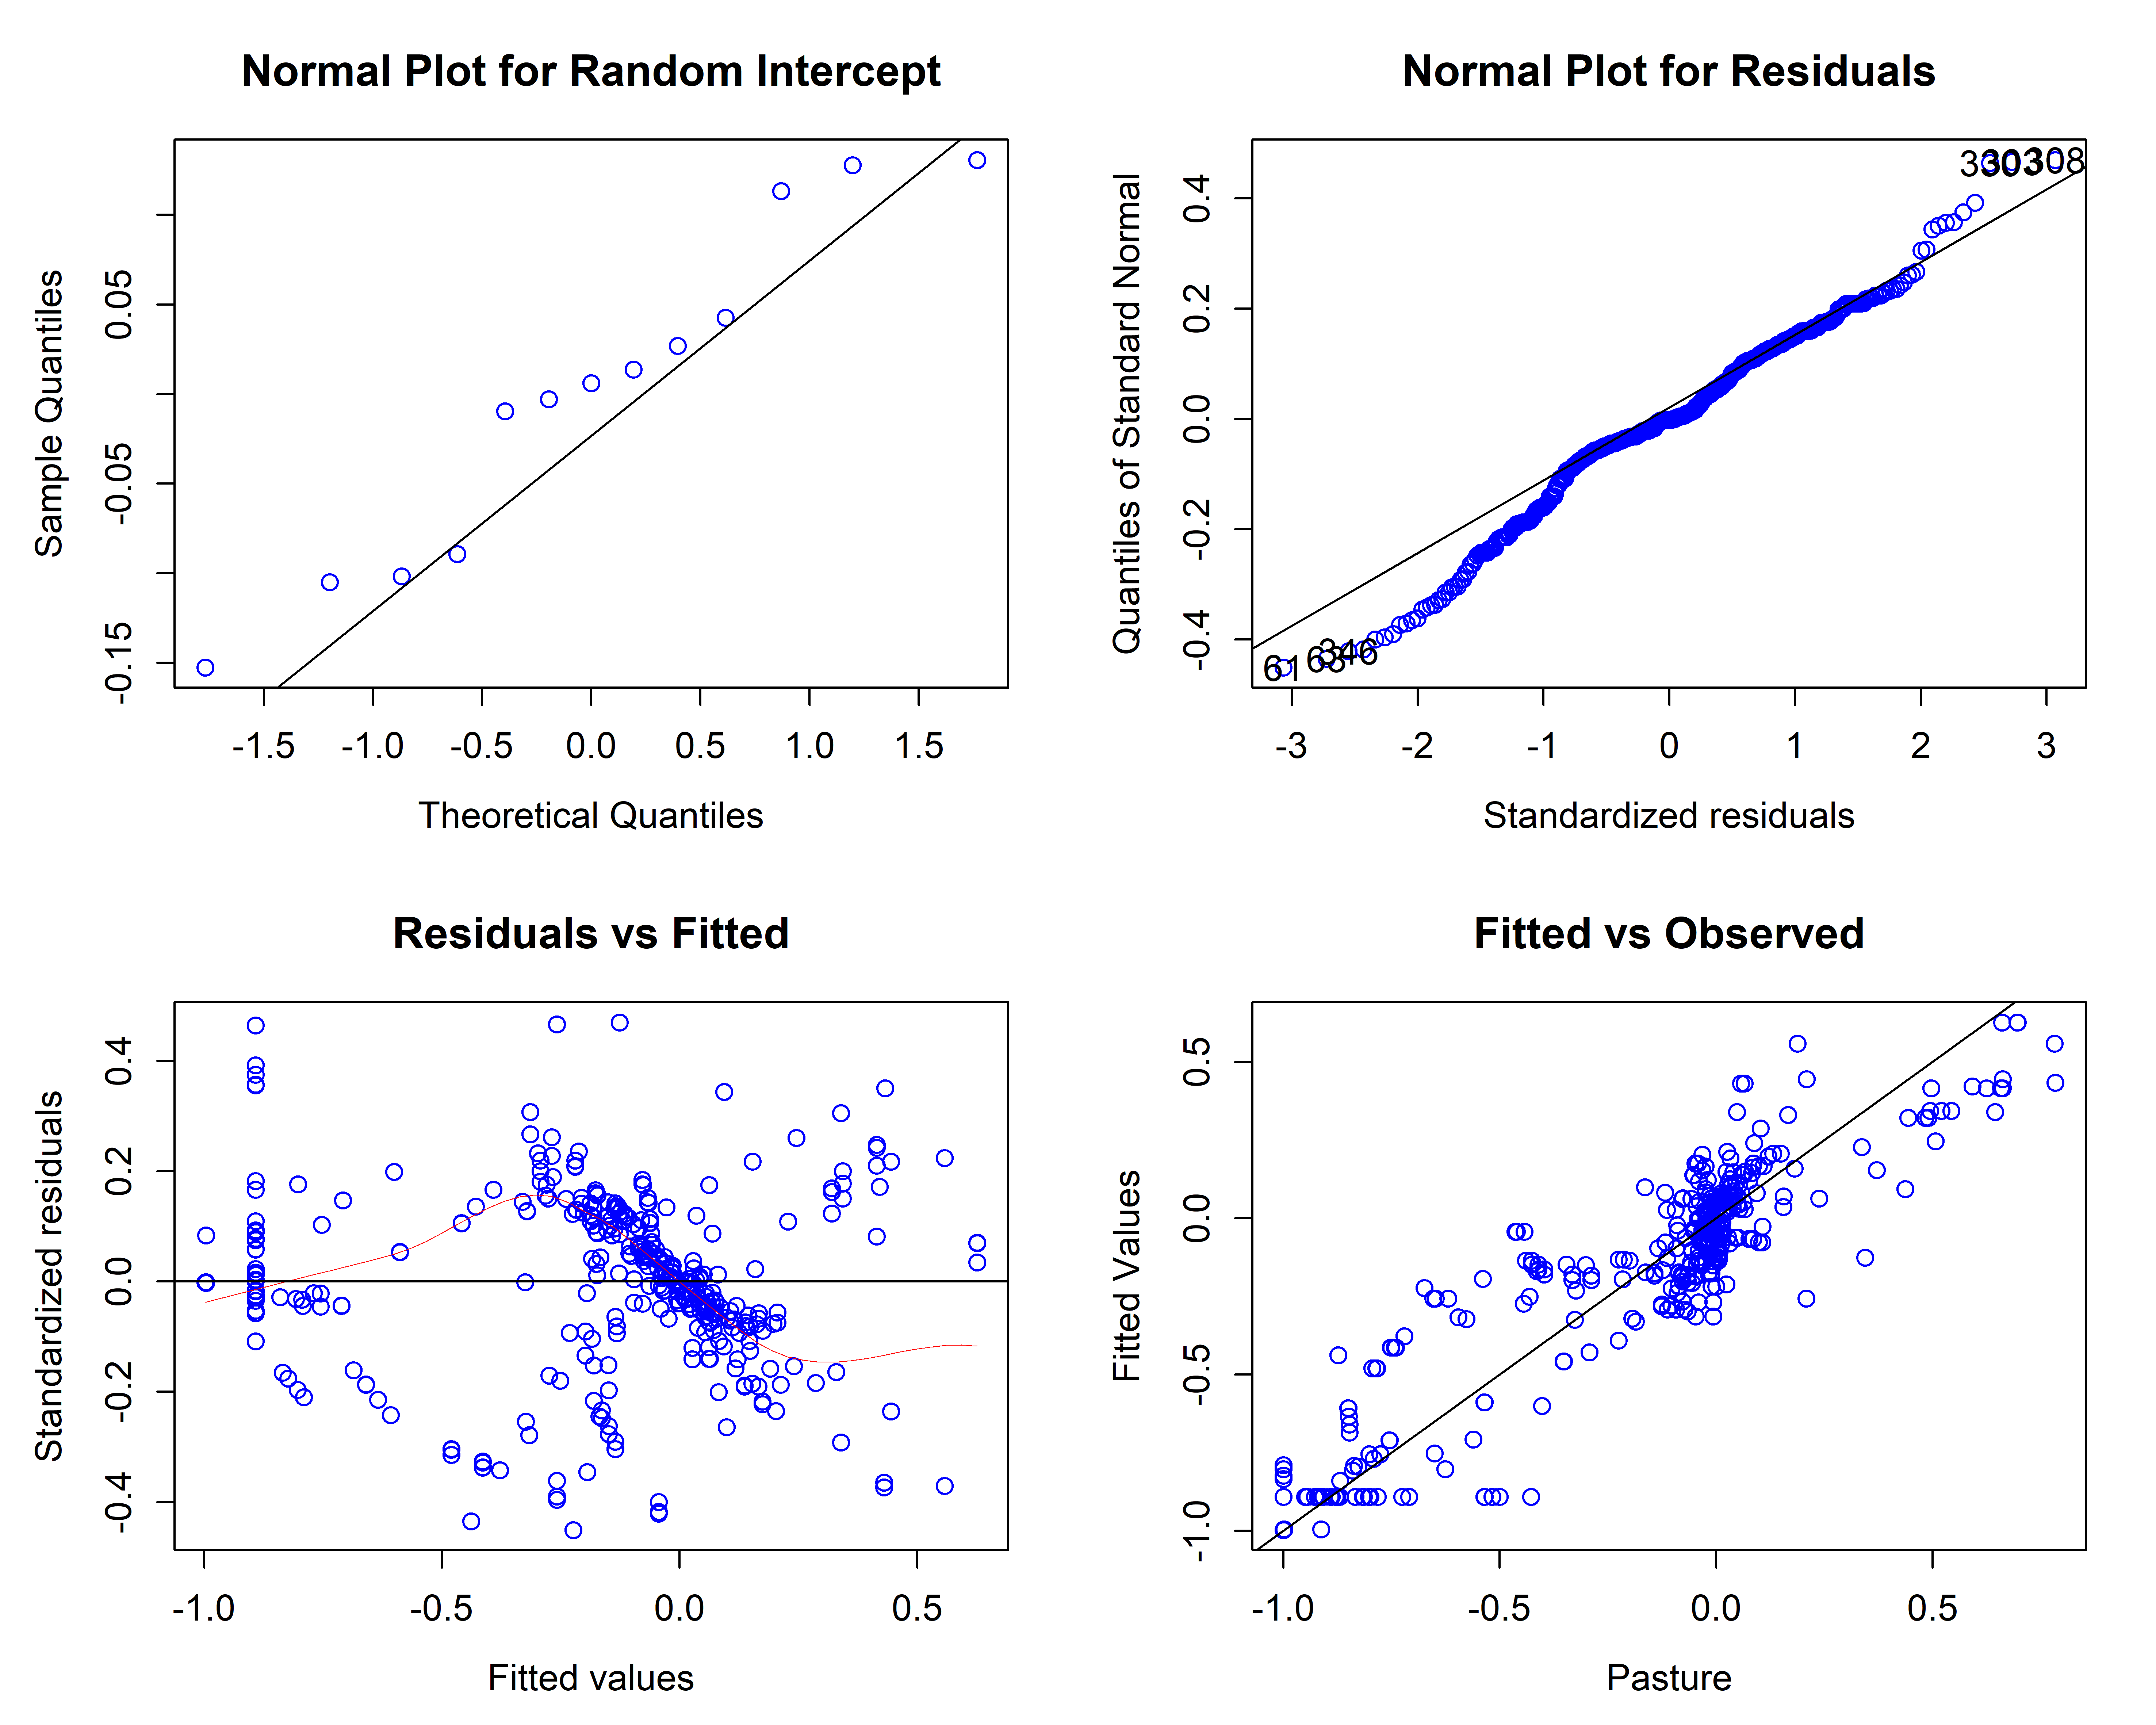 Normal Plot for Random Intercept
Sample Quantiles
0.05
-0.05
-0.15
-1.5 -1.0 -0.5 0.0 0.5 1.0 1.5
Theoretical Quantiles
Normal Plot for Residuals
Quantiles of Standard Normal
0.4
0.2
0.0
-0.2
-0.4
308
61
346
-3 -2 -1 0 1 2 3
Standardized residuals
Residuals vs Fitted
Standardized residuals
0.4
0.2
0.0
-0.2
-0.4
-1.0 -0.5 0.0 0.5
Fitted values
Fitted vs Observed
Fitted Values
0.5
0.0
-0.5
-1.0
-1.0 -0.5 0.0 0.5
Pasture